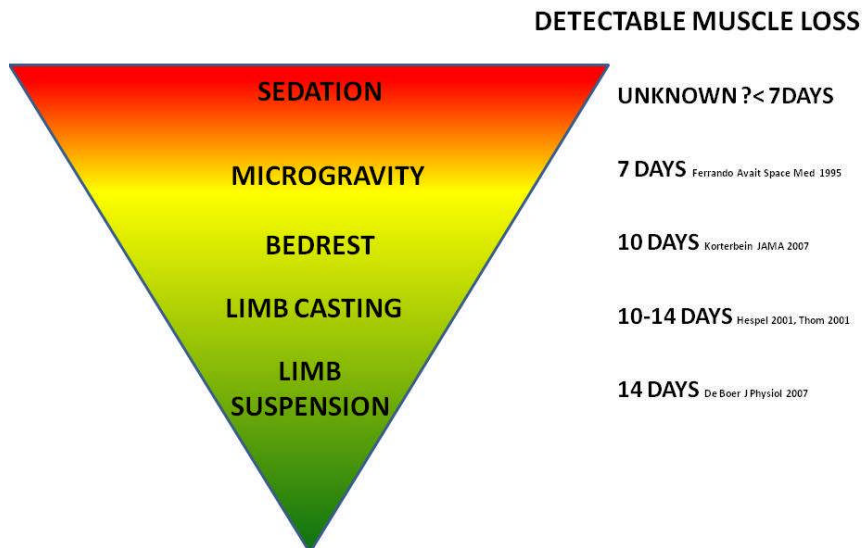 DETECTABLE MUSCLE LOSS
SEDATION
UNKNOWN ?< 7DAYS
MICROGRAVITY
7 DAYS Ferrando Avait Space Med 1995
BEDREST
10 DAYS Korterbein JAMA 2007
LIMB CASTING
10-14 DAYS Hespel 2001, Thom 2001
LIMB
SUSPENSION
14 DAYS De Boer J Physiol 2007